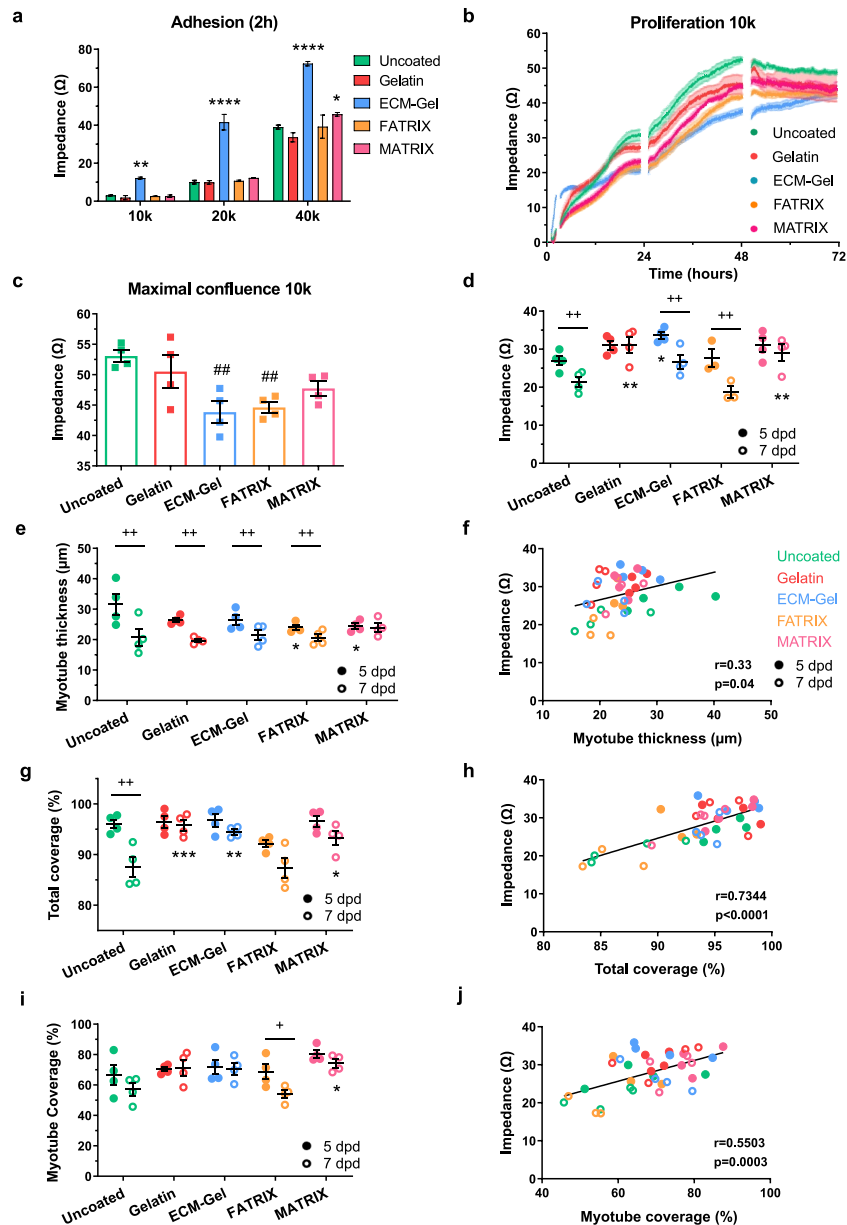 a
Adhesion (2h)
Impedance (Ω)
80
60
40
20
0
**
****
****
*
10k
20k
40k
Uncoated
Gelatin
ECM-Gel
FATRIX
MATRIX
b
Proliferation 10k
Impedance (Ω)
60
50
40
30
20
10
0
0
24
48
72
Time (hours)
Uncoated
Gelatin
ECM-Gel
FATRIX
MATRIX
c
Maximal confluence 10k
Impedance (Ω)
65
60
55
50
45
40
35
##
##
Uncoated
Gelatin
ECM-Gel
FATRIX
MATRIX
d
Impedance (Ω)
40
30
20
10
0
++
++
++
**
*
**
5 dpd
7 dpd
Uncoated
Gelatin
ECM-Gel
FATRIX
MATRIX
e
Myotube thickness (μm)
50
40
30
20
10
0
++
++
++
++
*
*
5 dpd
7 dpd
Uncoated
Gelatin
ECM-Gel
FATRIX
MATRIX
f
Impedance (Ω)
40
30
20
10
0
10
20
30
40
50
Myotube thickness (μm)
Uncoated
Gelatin
ECM-Gel
FATRIX
MATRIX
5 dpd
7 dpd
r=0.33
p=0.04
g
Total coverage (%)
100
90
80
++
***
**
*
5 dpd
7 dpd
Uncoated
Gelatin
ECM-Gel
FATRIX
MATRIX
h
Impedance (Ω)
40
30
20
10
0
80
85
90
95
100
Total coverage (%)
r=0.7344
p<0.0001
i
Myotube Coverage (%)
100
80
60
40
20
0
+
*
5 dpd
7 dpd
Uncoated
Gelatin
ECM-Gel
FATRIX
MATRIX
j
Impedance (Ω)
40
30
20
10
0
40
60
80
100
Myotube coverage (%)
r=0.5503
p=0.0003